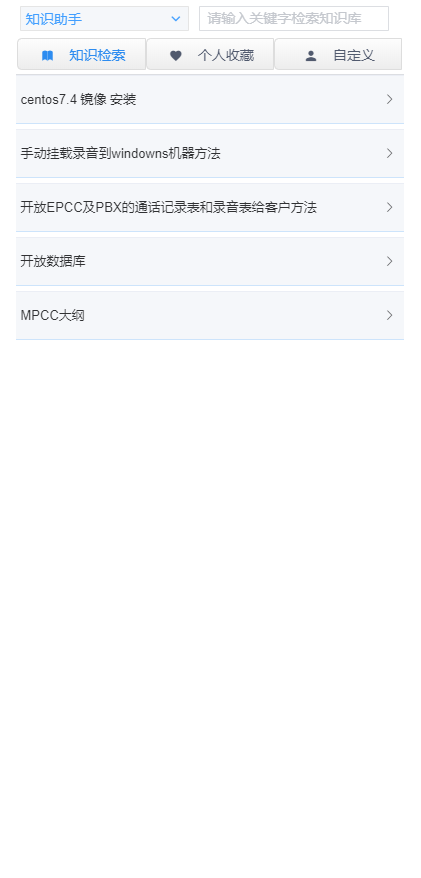 知识助手 请输入关键字检索知识库
知识检索 个人收藏 自定义
centos7.4 镜像 安装
手动挂载录音到windowns机器方法
开放EPCC及PBX的通话记录表和录音表给客户方法
开放数据库
MPCC大纲